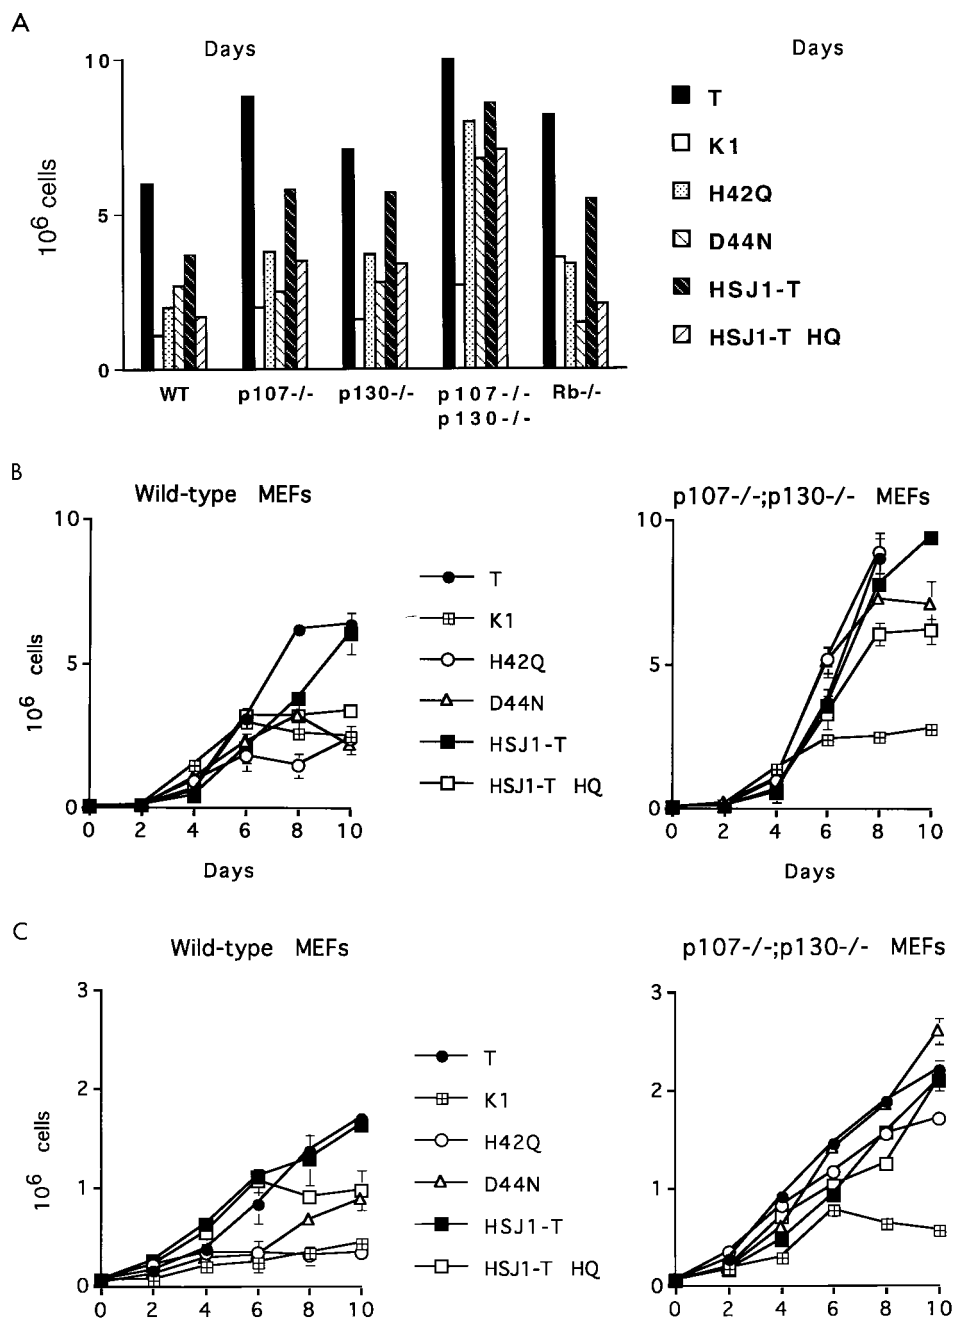 A
Days
Days
10
5
0
10⁶ cells
WT
p107-/-
p130-/-
p107-/-
p130-/-
Rb-/-
T
K1
H42Q
D44N
HSJ1-T
HSJ1-T HQ
B
Wild-type MEFs
10
5
0
10⁶ cells
0 2 4 6 8 10
Days
T
K1
H42Q
D44N
HSJ1-T
HSJ1-T HQ
p107-/-;p130-/- MEFs
10
5
0
0 2 4 6 8 10
Days
C
Wild-type MEFs
3
2
1
0
10⁶ cells
0 2 4 6 8 10
T
K1
H42Q
D44N
HSJ1-T
HSJ1-T HQ
p107-/-;p130-/- MEFs
3
2
1
0
0 2 4 6 8 10